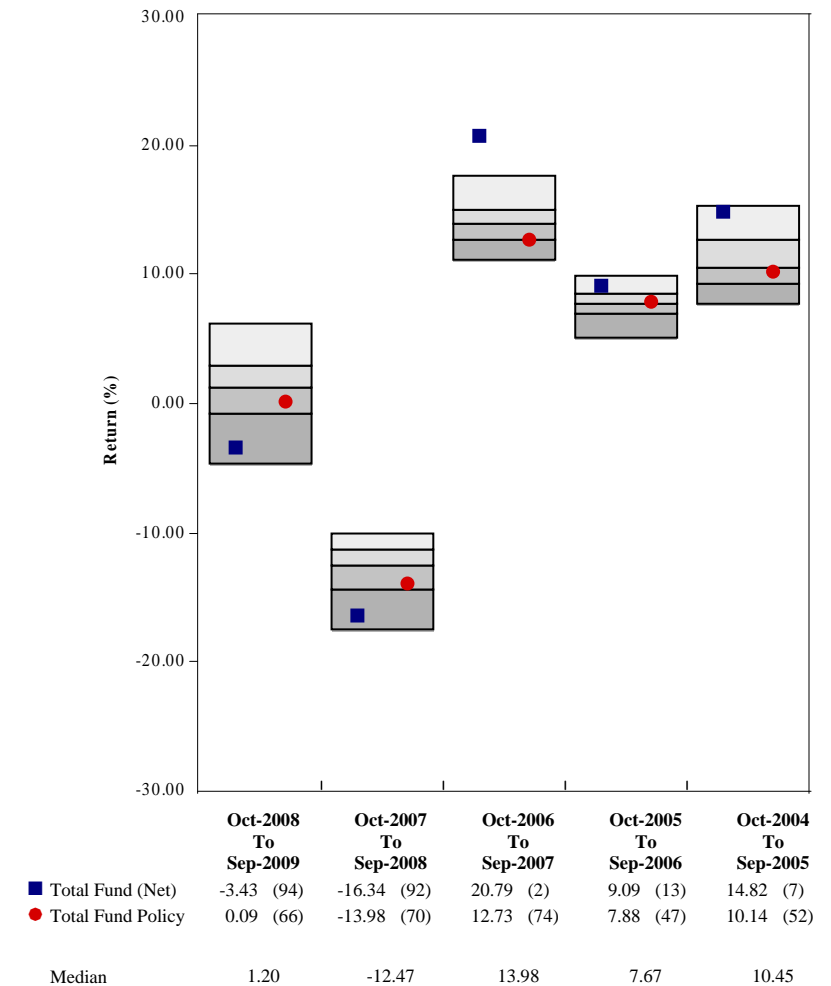 30.00
20.00
10.00
0.00
-10.00
-20.00
-30.00
Return (%)
Oct-2008 To Sep-2009
Oct-2007 To Sep-2008
Oct-2006 To Sep-2007
Oct-2005 To Sep-2006
Oct-2004 To Sep-2005
Total Fund (Net) -3.43 (94) -16.34 (92) 20.79 (2) 9.09 (13) 14.82 (7)
Total Fund Policy 0.09 (66) -13.98 (70) 12.73 (74) 7.88 (47) 10.14 (52)
Median 1.20 -12.47 13.98 7.67 10.45